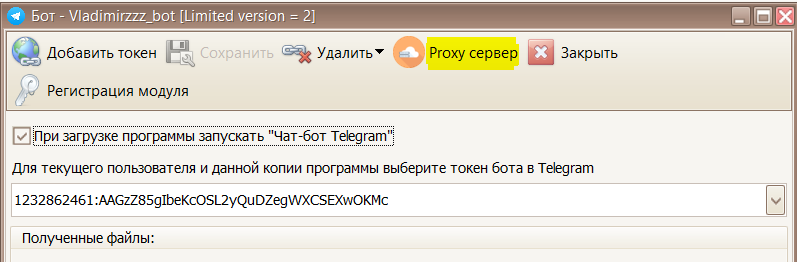 Бот - Vladimirzzz_bot [Limited version = 2]
Добавить токен Сохранить Удалить Proxy сервер Закрыть
Регистрация модуля
При загрузке программы запускать "Чат-бот Telegram"
Для текущего пользователя и данной копии программы выберите токен бота в Telegram
1232862461:AAGzZ85gIbeKcOSL2yQuDZegWXCSEXwOKMc
Полученные файлы: